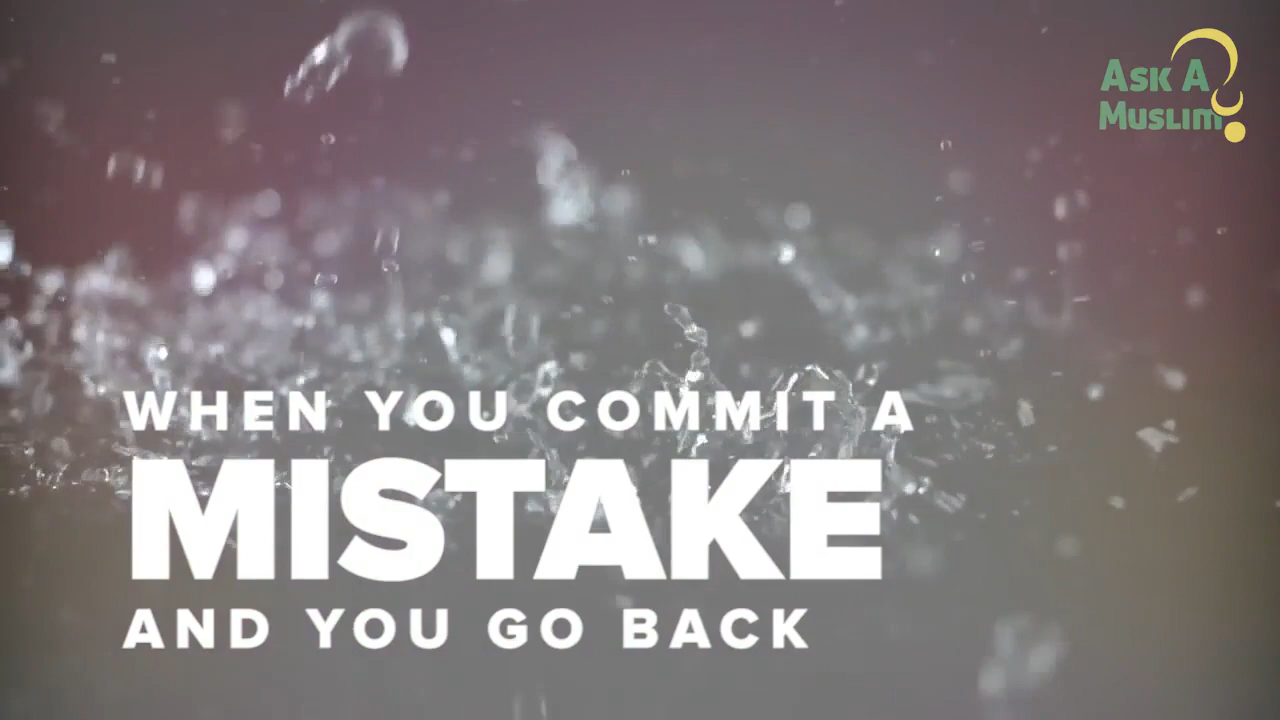 Ask A
Muslim
WHEN YOU COMMIT A
MISTAKE
AND YOU GO BACK